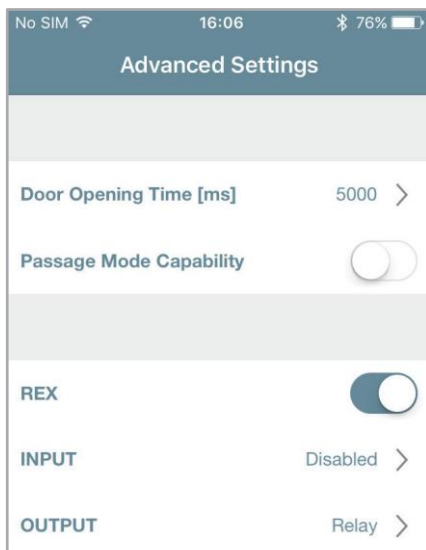 No SIM 16:06 76%
Advanced Settings
Door Opening Time [ms] 5000
Passage Mode Capability
REX
INPUT Disabled
OUTPUT Relay